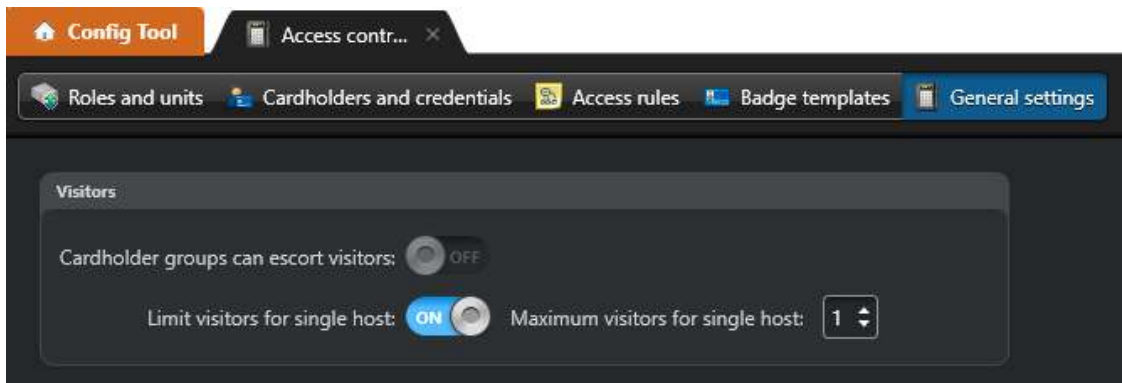 Config Tool
Access contr...
Roles and units
Cardholders and credentials
Access rules
Badge templates
General settings
Visitors
Cardholder groups can escort visitors: OFF
Limit visitors for single host: ON Maximum visitors for single host: 1